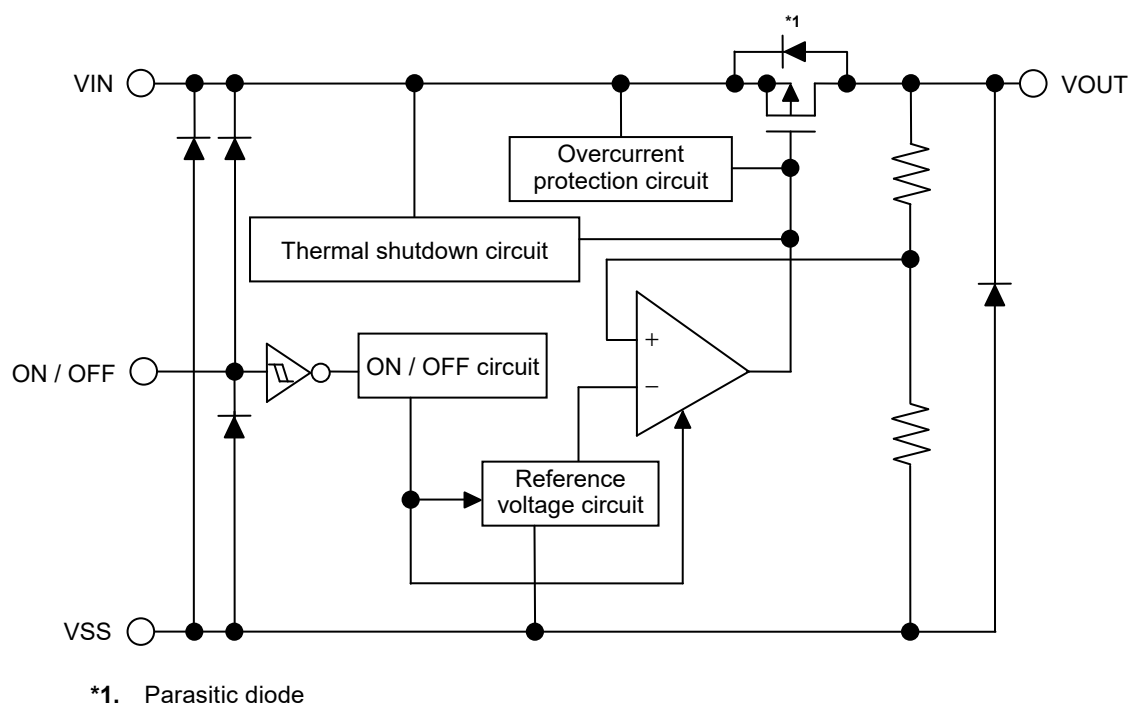 *1
VIN
VOUT
Overcurrent
protection circuit
Thermal shutdown circuit
+
ON / OFF
ON / OFF circuit
−
Reference
voltage circuit
VSS
*1. Parasitic diode